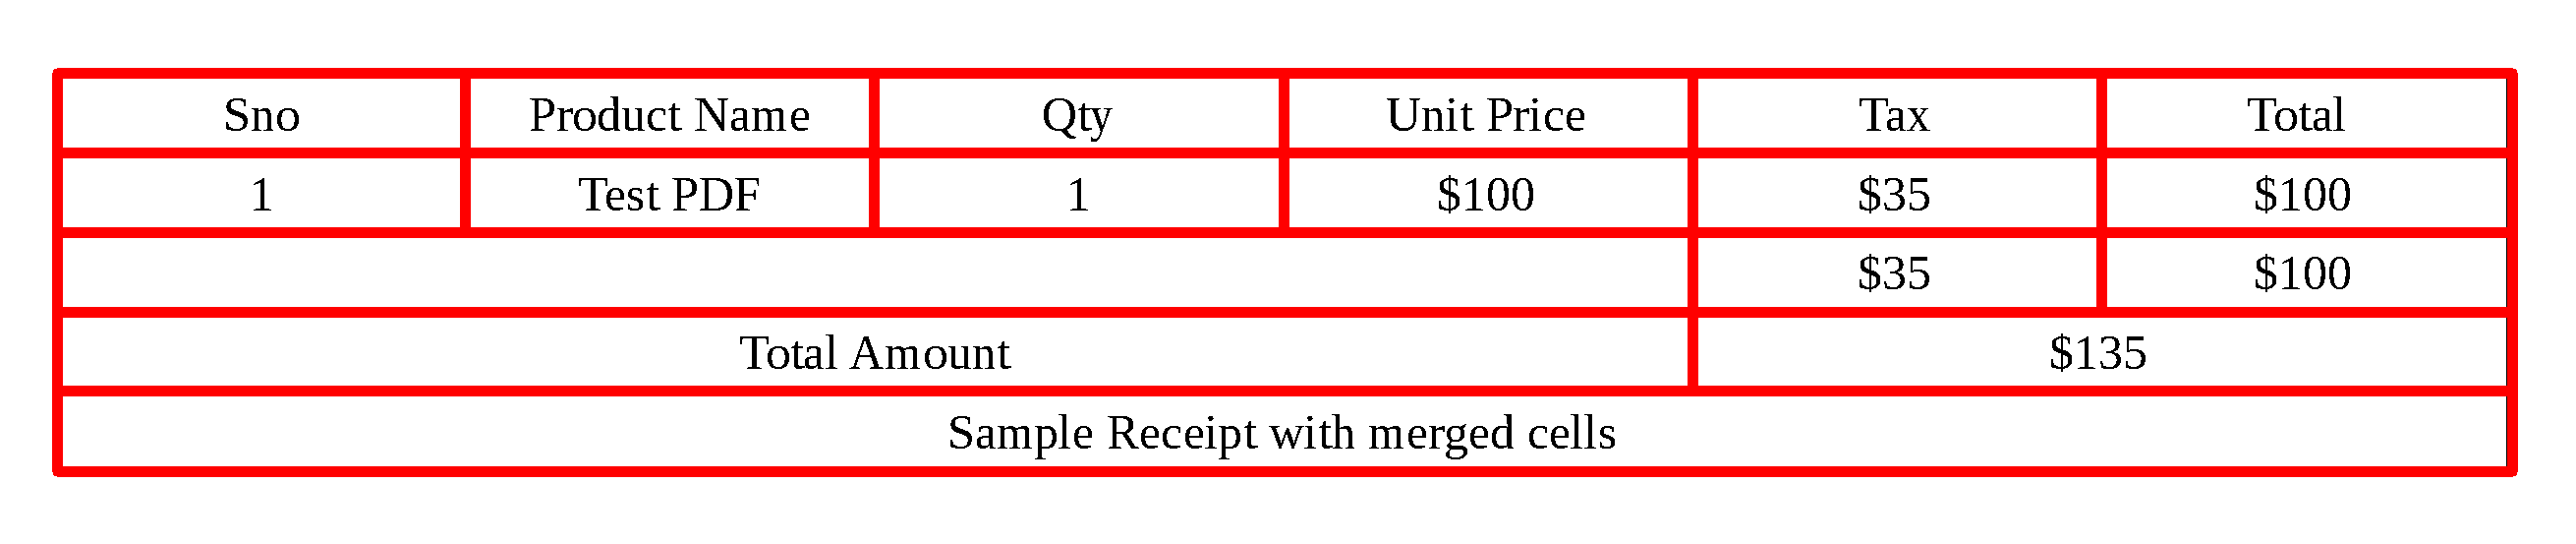 Sno Product Name Qty Unit Price Tax Total
1 Test PDF 1 $100 $35 $100
$35 $100
Total Amount $135
Sample Receipt with merged cells